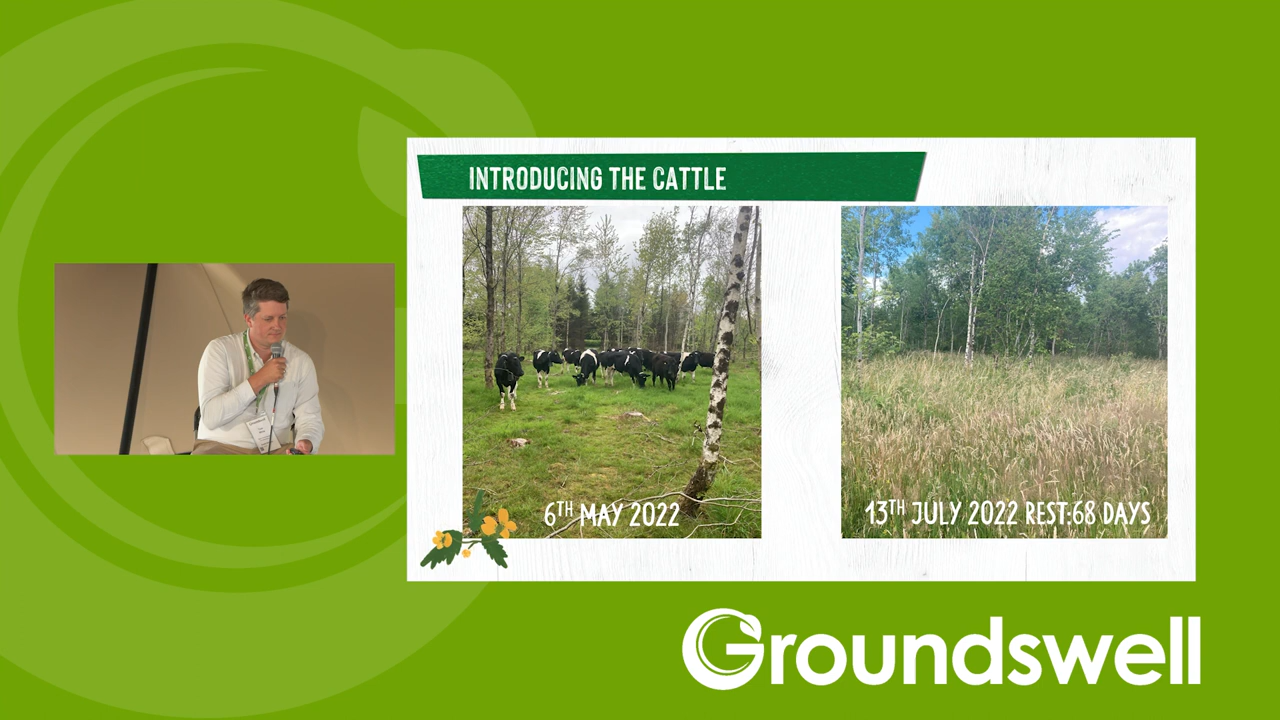 INTRODUCING THE CATTLE
6TH MAY 2022
13TH JULY 2022 REST:68 DAYS
Groundswell